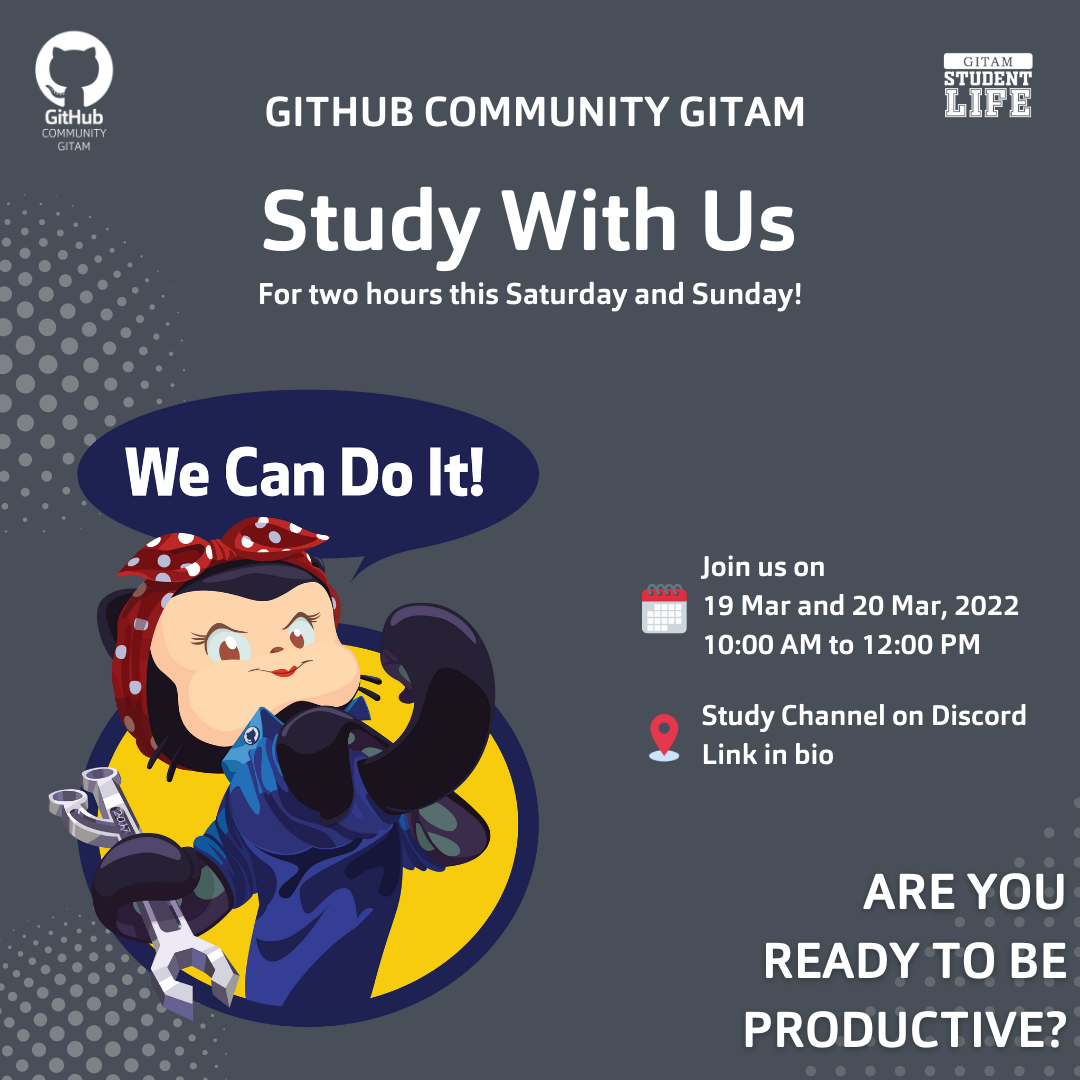 GitHub
COMMUNITY
GITAM
GITAM
STUDENT
LIFE
GITHUB COMMUNITY GITAM
Study With Us
For two hours this Saturday and Sunday!
We Can Do It!
Join us on
19 Mar and 20 Mar, 2022
10:00 AM to 12:00 PM
Study Channel on Discord
Link in bio
2017
ARE YOU
READY TO BE
PRODUCTIVE?